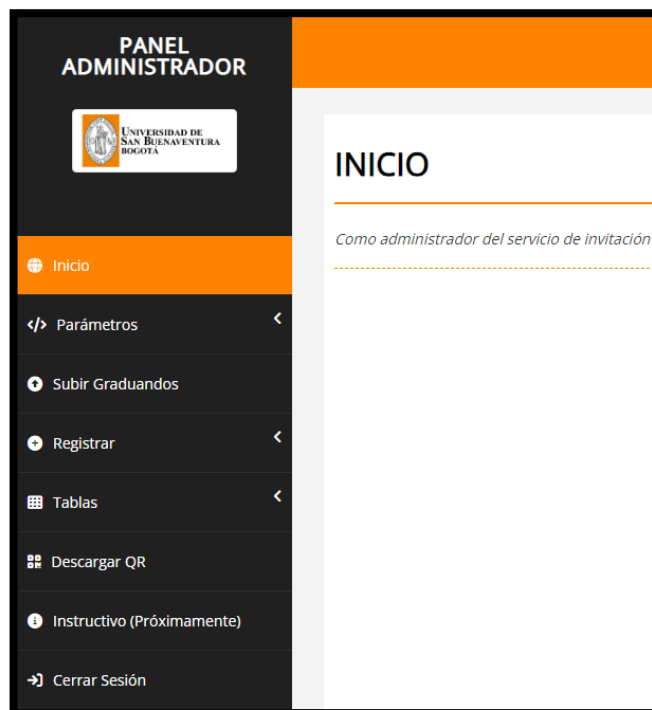 PANEL
ADMINISTRADOR
UNIVERSIDAD DE
SAN BUENAVENTURA
BOGOTÁ
INICIO
Como administrador del servicio de invitación
Inicio
Parámetros
Subir Graduandos
Registrar
Tablas
Descargar QR
Instructivo (Próximamente)
Cerrar Sesión